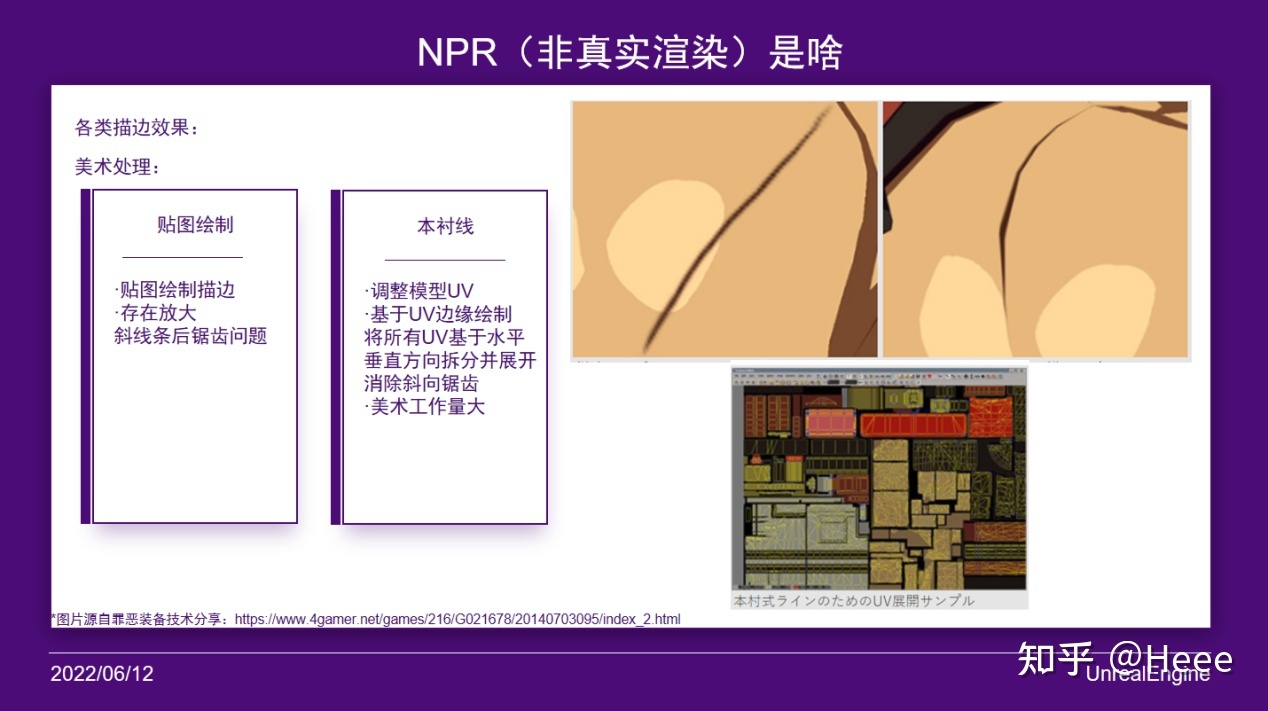 NPR（非真实渲染）是啥
各类描边效果：
美术处理：
贴图绘制
·贴图绘制描边
·存在放大
斜线条后锯齿问题
本衬线
·调整模型UV
·基于UV边缘绘制
将所有UV基于水平
垂直方向拆分并展开
消除斜向锯齿
·美术工作量大
本村式ラインのためのUV展開サンプル
*图片源自罪恶装备技术分享：https://www.4gamer.net/games/216/G021678/20140703095/index_2.html
2022/06/12
知乎 @Heee
UnrealEngine